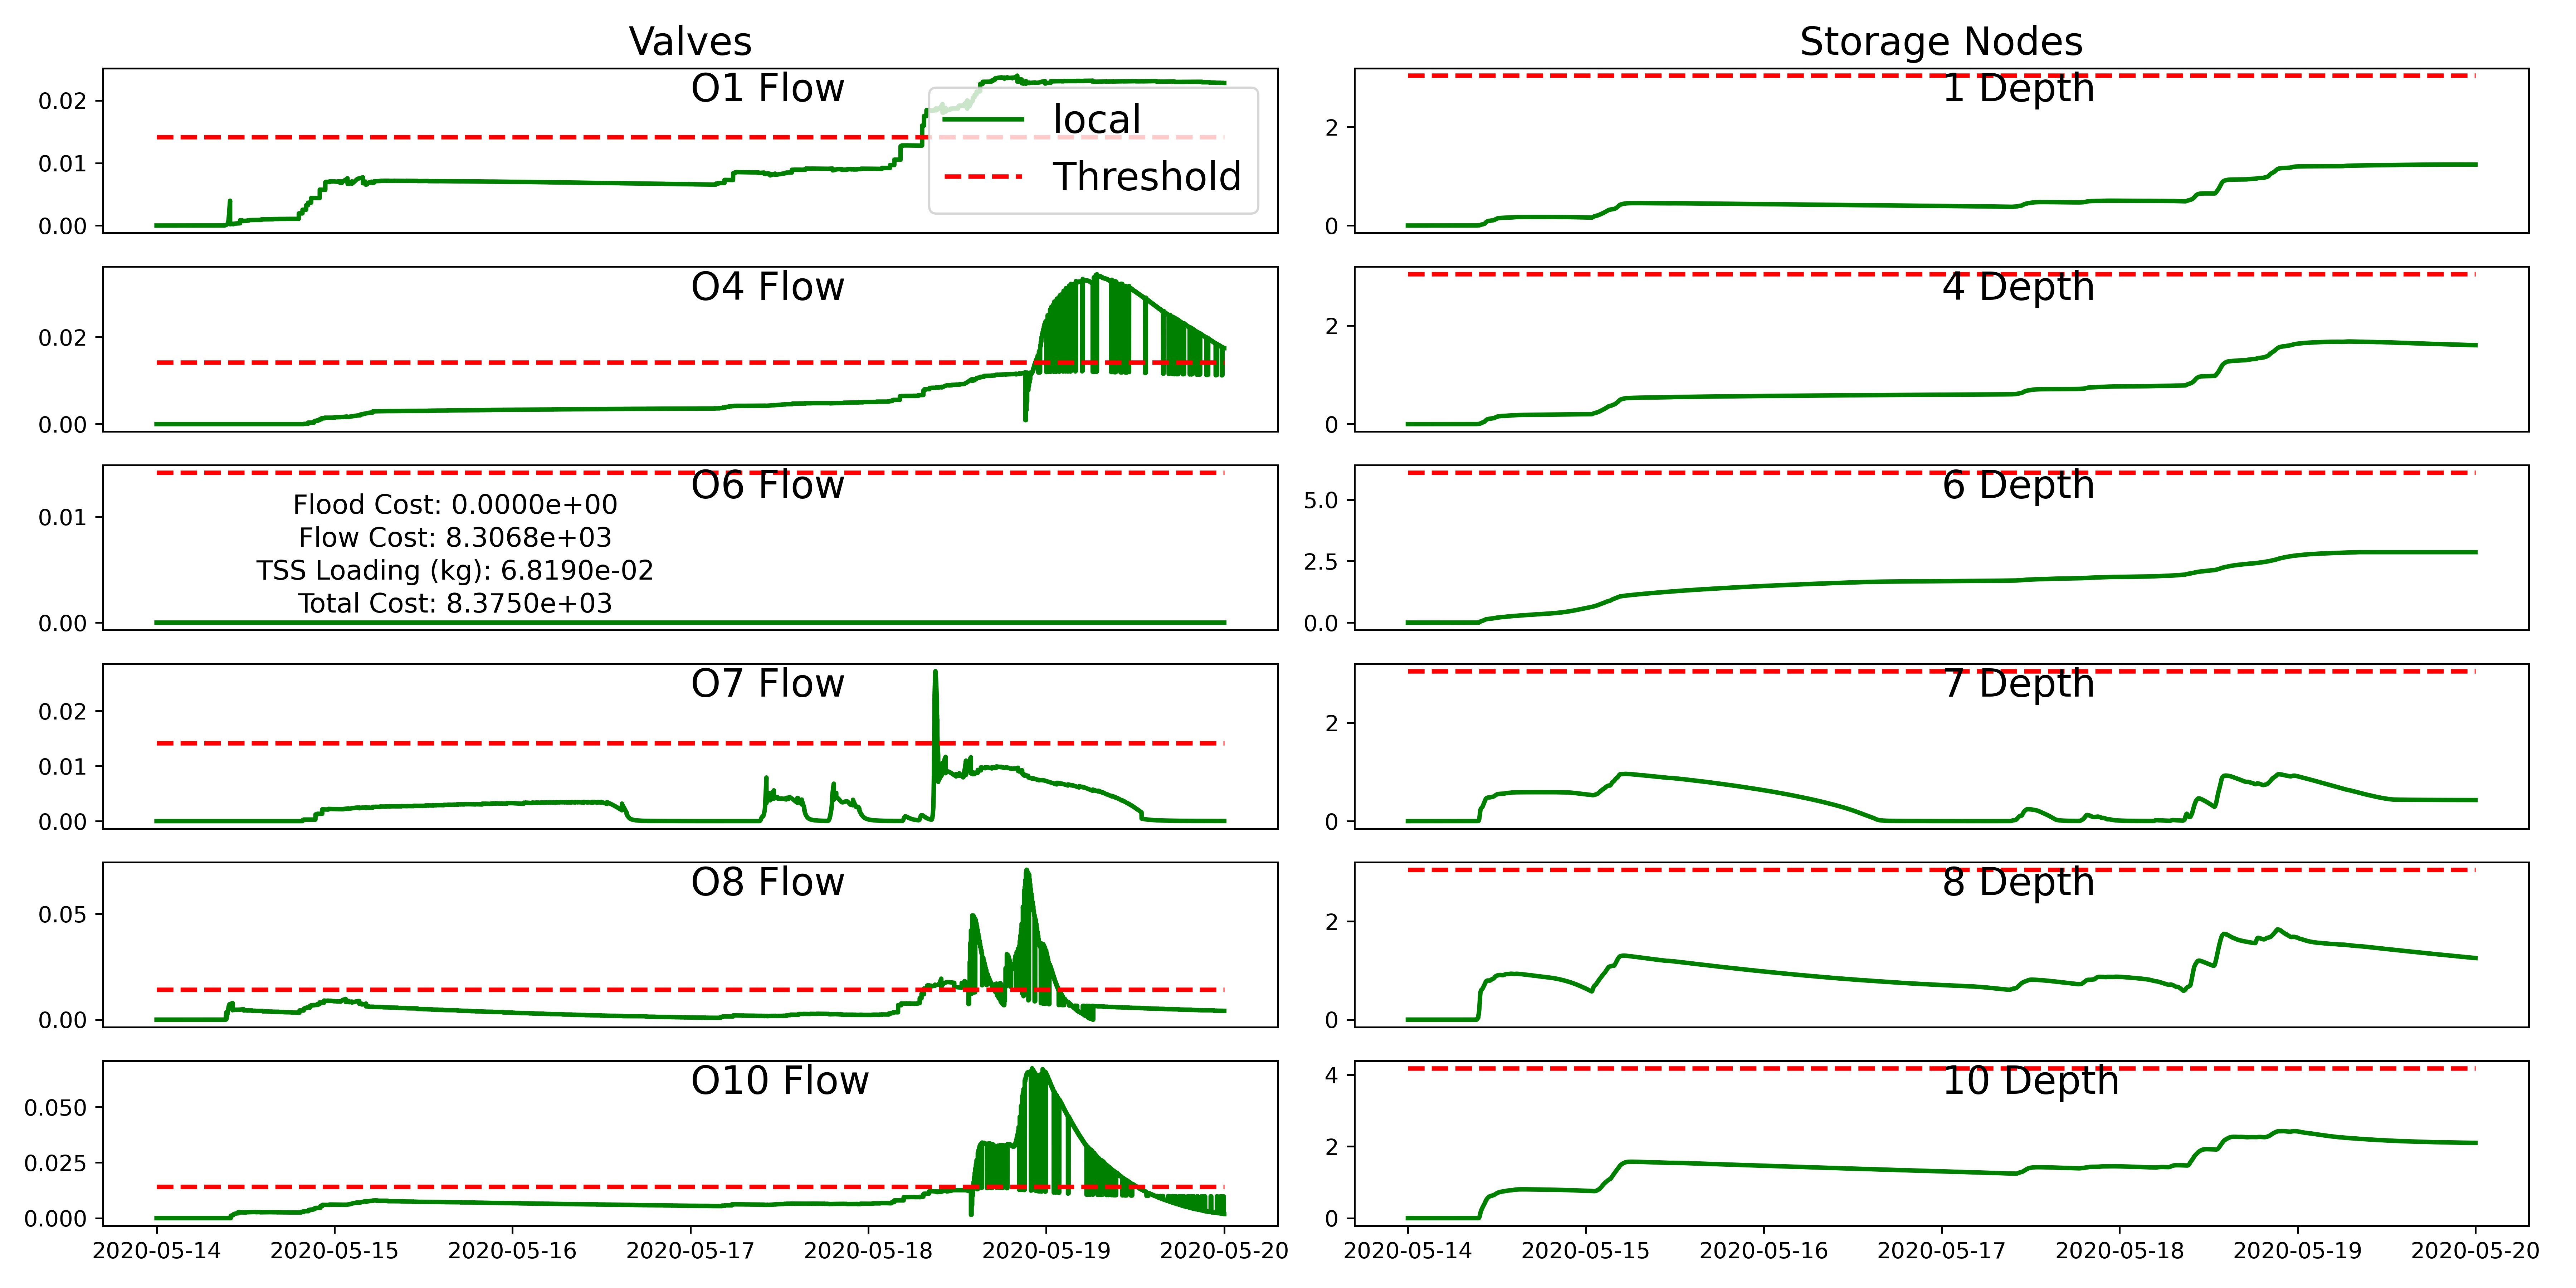 Valves
Storage Nodes
O1 Flow
local
Threshold
0.02
0.01
0.00
1 Depth
2
0
O4 Flow
0.02
0.00
4 Depth
2
0
O6 Flow
Flood Cost: 0.0000e+00
Flow Cost: 8.3068e+03
TSS Loading (kg): 6.8190e-02
Total Cost: 8.3750e+03
0.01
0.00
6 Depth
5.0
2.5
0.0
O7 Flow
0.02
0.01
0.00
7 Depth
2
0
O8 Flow
0.05
0.00
8 Depth
2
0
O10 Flow
0.050
0.025
0.000
2020-05-14 2020-05-15 2020-05-16 2020-05-17 2020-05-18 2020-05-19 2020-05-20
10 Depth
4
2
0
2020-05-14 2020-05-15 2020-05-16 2020-05-17 2020-05-18 2020-05-19 2020-05-20